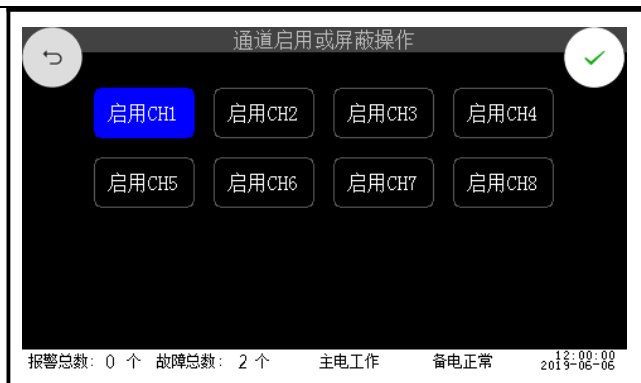 通道启用或屏蔽操作
启用CH1 启用CH2 启用CH3 启用CH4
启用CH5 启用CH6 启用CH7 启用CH8
报警总数: 0 个 故障总数: 2 个 主电工作 备电正常 12:00:00
2019-06-06